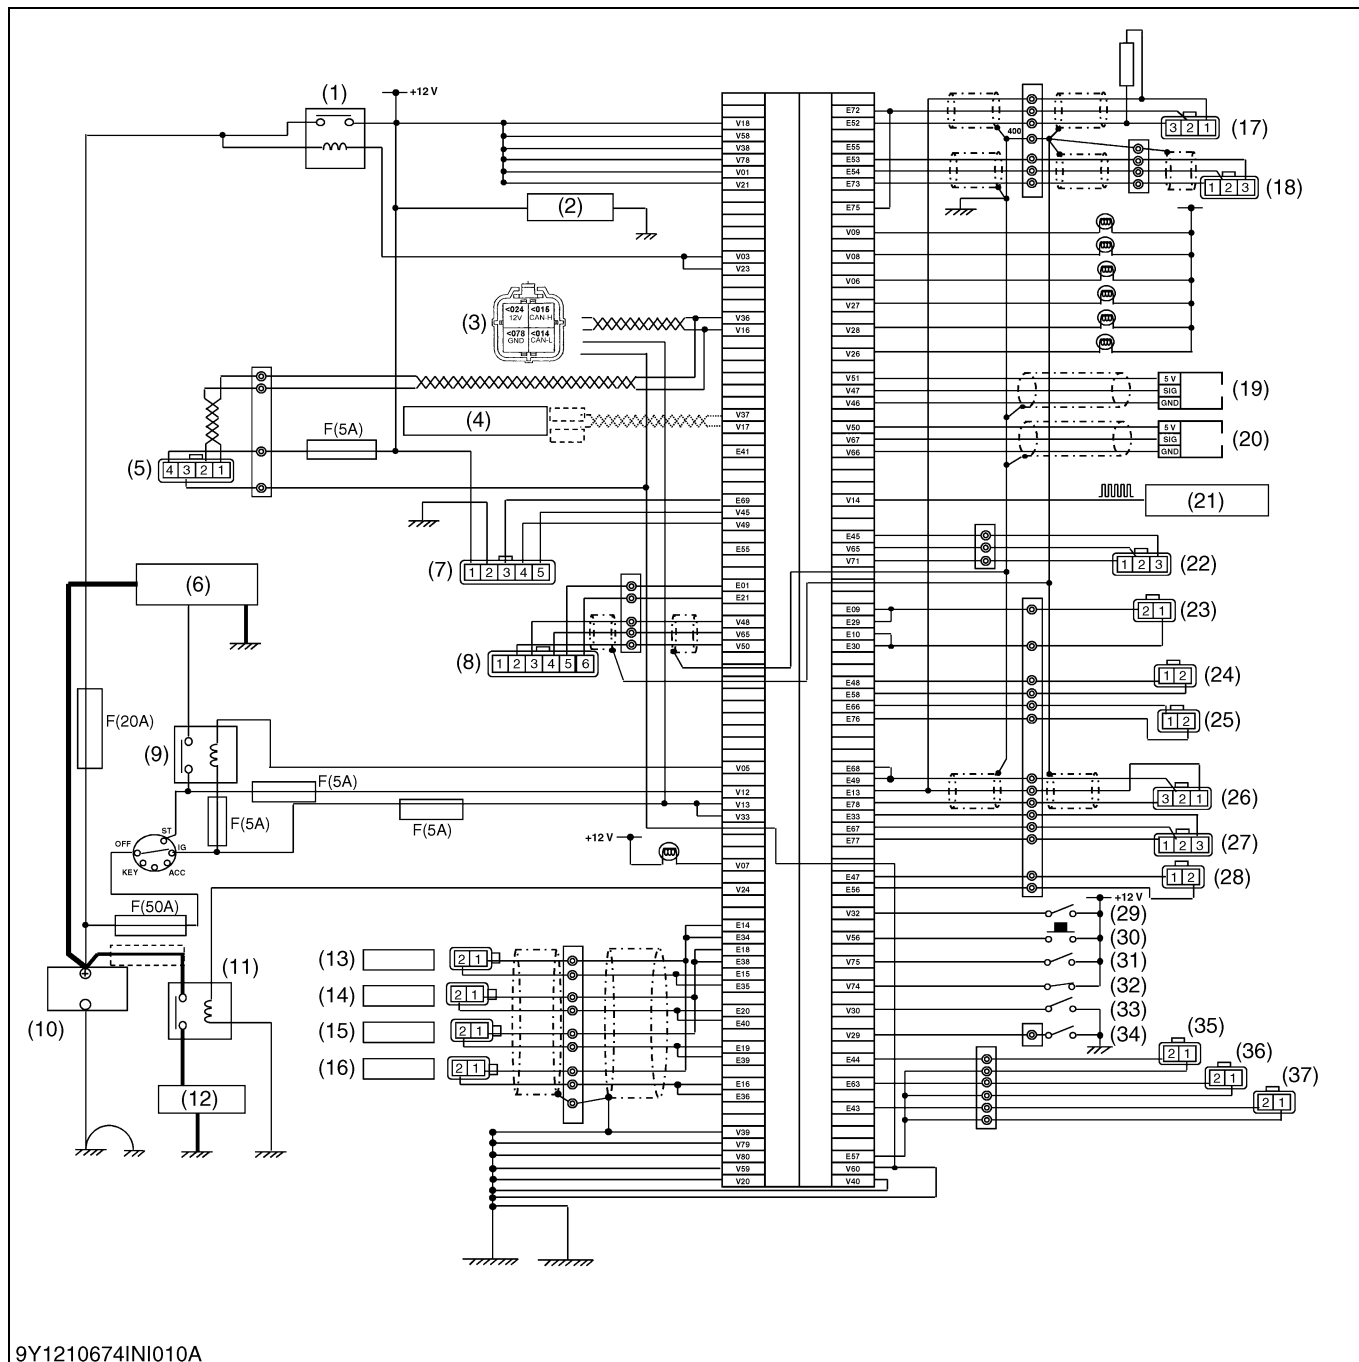 (1)
+12 V
V18
V58
V38
V78
V01
V21
(2)
V03
V23
(3)
<024 <015
12V CAN-H
<078 <014
GND CAN-L
V36
V16
(4)
V37
V17
F(5A)
(5)
4 3 2 1
E41
E69
V45
V49
E55
(7)
1 2 3 4 5
(6)
E01
E21
V48
V65
V50
(8)
1 2 3 4 5 6
F(20A)
(9)
V05
F(5A)
V12
V13
V33
F(5A)
F(5A)
ST
OFF
IG
KEY
ACC
+12 V
V07
V24
F(50A)
(10)
(11)
(12)
E14
E34
E18
E38
E15
E35
E20
E40
E19
E39
E16
E36
(13)
2 1
(14)
2 1
(15)
2 1
(16)
2 1
V39
V79
V80
V59
V20
E72
E52
E55
E53
E54
E73
E75
400
3 2 1
(17)
1 2 3
(18)
V09
V08
V06
V27
V28
V26
V51
V47
V46
5 V
SIG
GND
(19)
V50
V67
V66
5 V
SIG
GND
(20)
V14
(21)
E45
V65
V71
1 2 3
(22)
E09
E29
E10
E30
2 1
(23)
E48
E58
E66
E76
1 2
(24)
1 2
(25)
E68
E49
E13
E78
E33
E67
E77
3 2 1
(26)
1 2 3
(27)
E47
E56
1 2
(28)
+12 V
V32
(29)
V56
(30)
V75
(31)
V74
(32)
V30
(33)
V29
(34)
E44
E63
E43
E57
V60
V40
(35)
2 1
(36)
2 1
(37)
2 1
9Y1210674INI010A